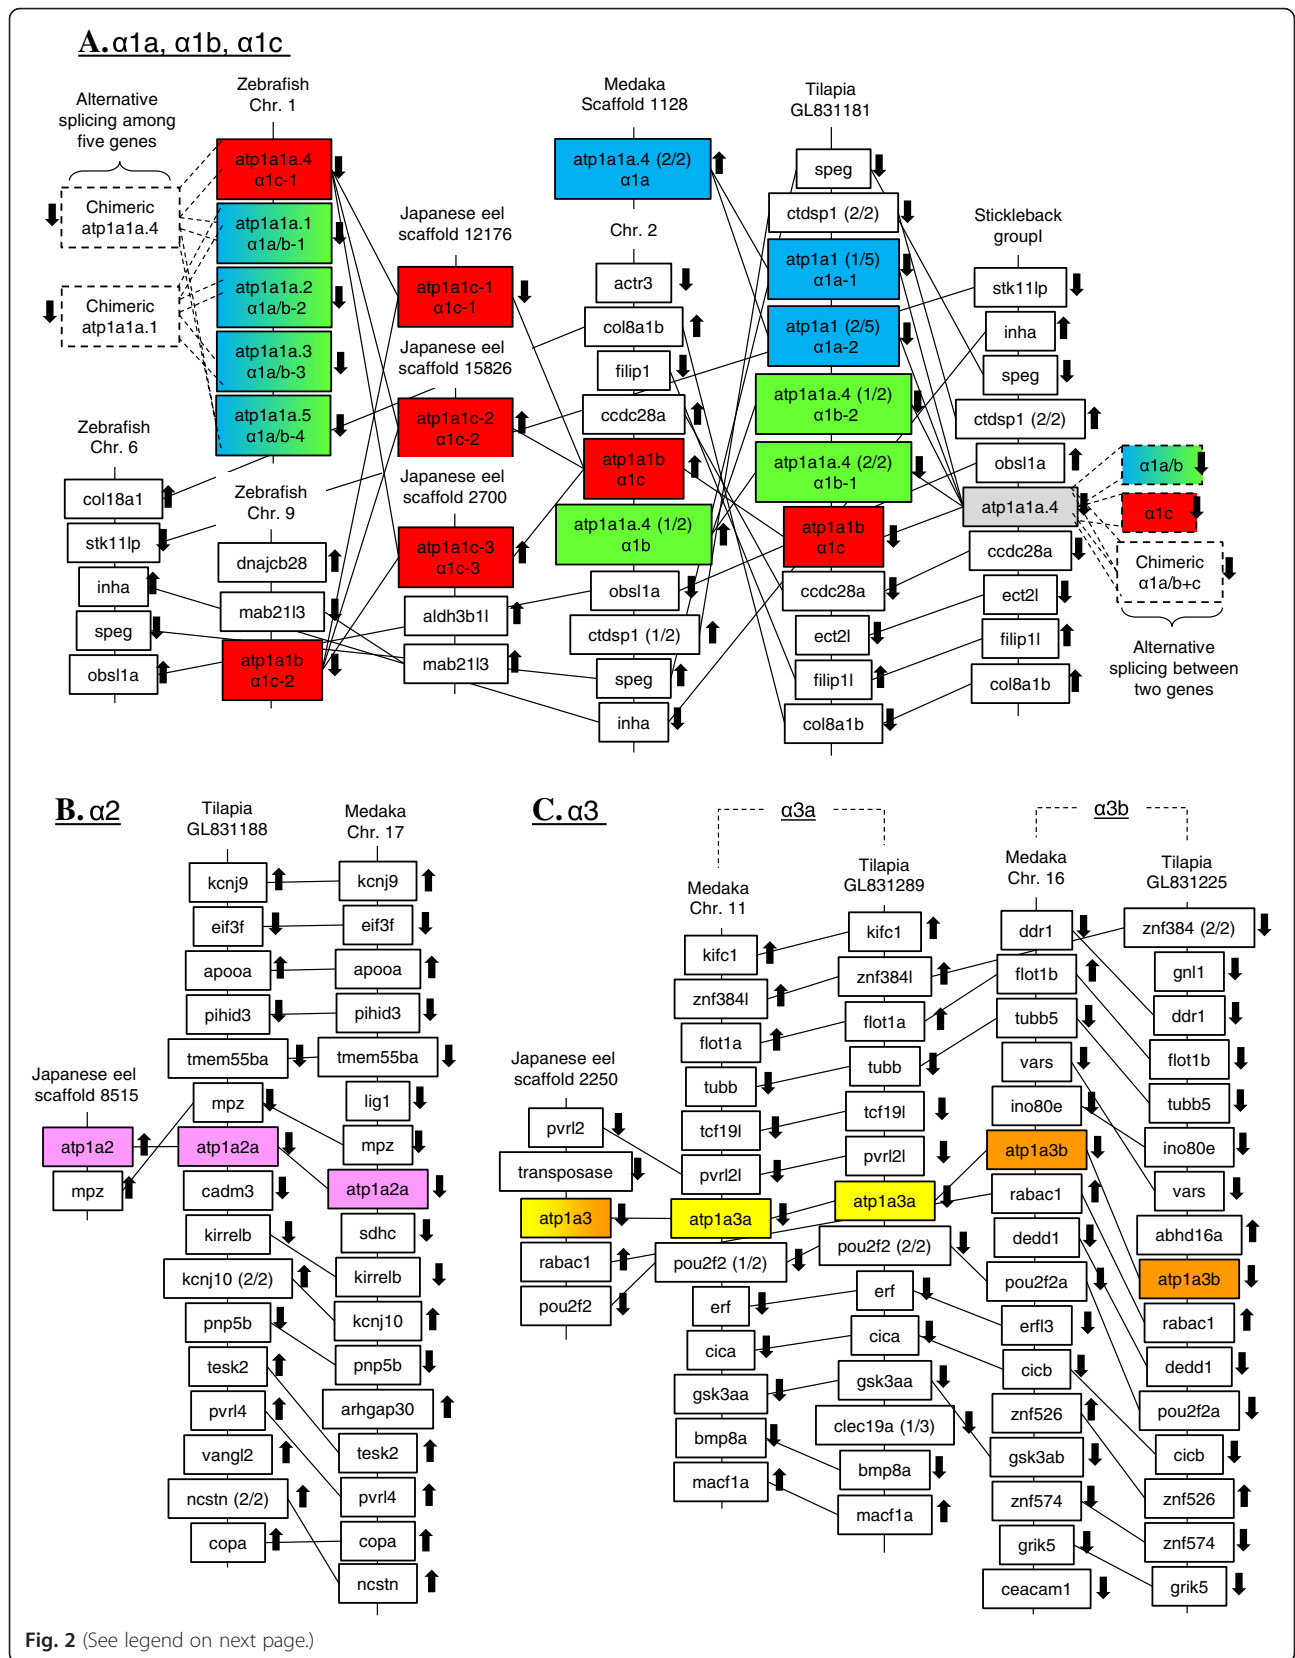 A. α1a, α1b, α1c
Alternative
splicing among
five genes
Chimeric
atp1a1a.4
Chimeric
atp1a1a.1
Zebrafish
Chr. 1
atp1a1a.4
α1c-1
atp1a1a.1
α1a/b-1
atp1a1a.2
α1a/b-2
atp1a1a.3
α1a/b-3
atp1a1a.5
α1a/b-4
Zebrafish
Chr. 6
col18a1
stk11lp
inha
speg
obsl1a
Zebrafish
Chr. 9
dnajcb28
mab21l3
atp1a1b
α1c-2
Japanese eel
scaffold 12176
atp1a1c-1
α1c-1
Japanese eel
scaffold 15826
atp1a1c-2
α1c-2
Japanese eel
scaffold 2700
atp1a1c-3
α1c-3
aldh3b1l
mab21l3
Medaka
Scaffold 1128
atp1a1a.4 (2/2)
α1a
Chr. 2
actr3
col8a1b
filip1
ccdc28a
atp1a1b
α1c
atp1a1a.4 (1/2)
α1b
obsl1a
ctdsp1 (1/2)
speg
inha
Tilapia
GL831181
speg
ctdsp1 (2/2)
atp1a1 (1/5)
α1a-1
atp1a1 (2/5)
α1a-2
atp1a1a.4 (1/2)
α1b-2
atp1a1a.4 (2/2)
α1b-1
atp1a1b
α1c
ccdc28a
ect2l
filip1l
col8a1b
Stickleback
groupI
stk11lp
inha
speg
ctdsp1 (2/2)
obsl1a
atp1a1a.4
ccdc28a
ect2l
filip1l
col8a1b
α1a/b
α1c
Chimeric
α1a/b+c
Alternative
splicing between
two genes
B. α2
Japanese eel
scaffold 8515
atp1a2
mpz
Tilapia
GL831188
kcnj9
eif3f
apooa
pihid3
tmem55ba
mpz
atp1a2a
cadm3
kirrelb
kcnj10 (2/2)
pnp5b
tesk2
pvrl4
vangl2
ncstn (2/2)
copa
Medaka
Chr. 17
kcnj9
eif3f
apooa
pihid3
tmem55ba
lig1
mpz
atp1a2a
sdhc
kirrelb
kcnj10
pnp5b
arhgap30
tesk2
pvrl4
copa
ncstn
C. α3
α3a
α3b
Japanese eel
scaffold 2250
pvrl2
transposase
atp1a3
rabac1
pou2f2
Medaka
Chr. 11
kifc1
znf384l
flot1a
tubb
tcf19l
pvrl2l
atp1a3a
pou2f2 (1/2)
erf
cica
gsk3aa
bmp8a
macf1a
Tilapia
GL831289
kifc1
znf384l
flot1a
tubb
tcf19l
pvrl2l
atp1a3a
pou2f2 (2/2)
erf
cica
gsk3aa
clec19a (1/3)
bmp8a
macf1a
Medaka
Chr. 16
ddr1
flot1b
tubb5
vars
ino80e
atp1a3b
rabac1
dedd1
pou2f2a
erfl3
cicb
znf526
gsk3ab
znf574
grik5
ceacam1
Tilapia
GL831225
znf384 (2/2)
gnl1
ddr1
flot1b
tubb5
ino80e
vars
abhd16a
atp1a3b
rabac1
dedd1
pou2f2a
cicb
znf526
znf574
grik5
Fig. 2 (See legend on next page.)